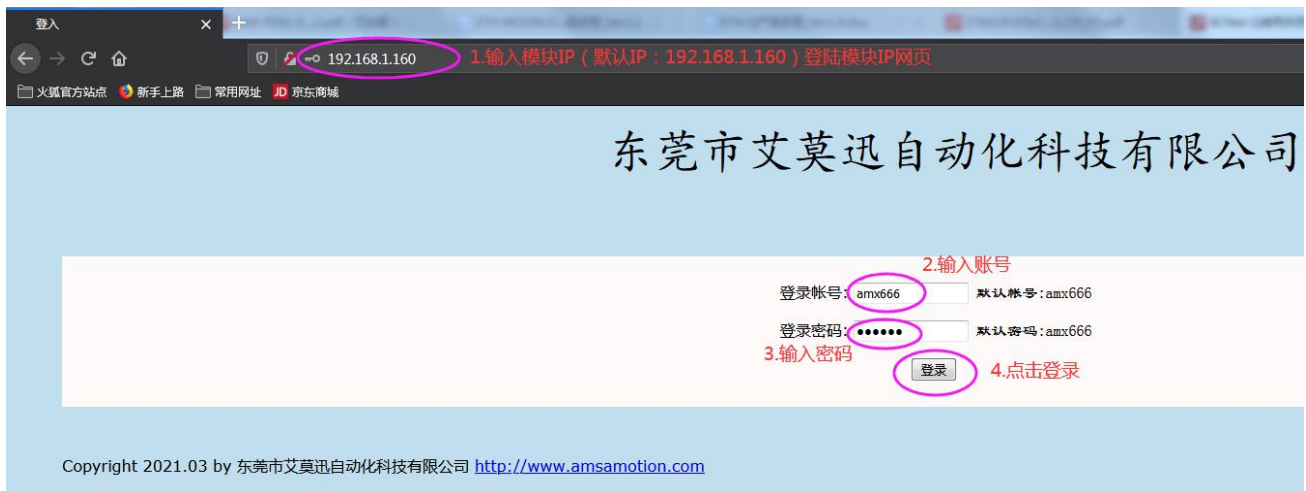 登入
192.168.1.160 1.输入模块IP(默认IP:192.168.1.160)登陆模块IP网页
火狐官方站点 新手上路 常用网址 JD 京东商城
东莞市艾莫迅自动化科技有限公司
2.输入账号
登录帐号: amx666 默认帐号:amx666
登录密码: ●●●●●● 默认密码:amx666
3.输入密码
登录 4.点击登录
Copyright 2021.03 by 东莞市艾莫迅自动化科技有限公司 http://www.amsamotion.com